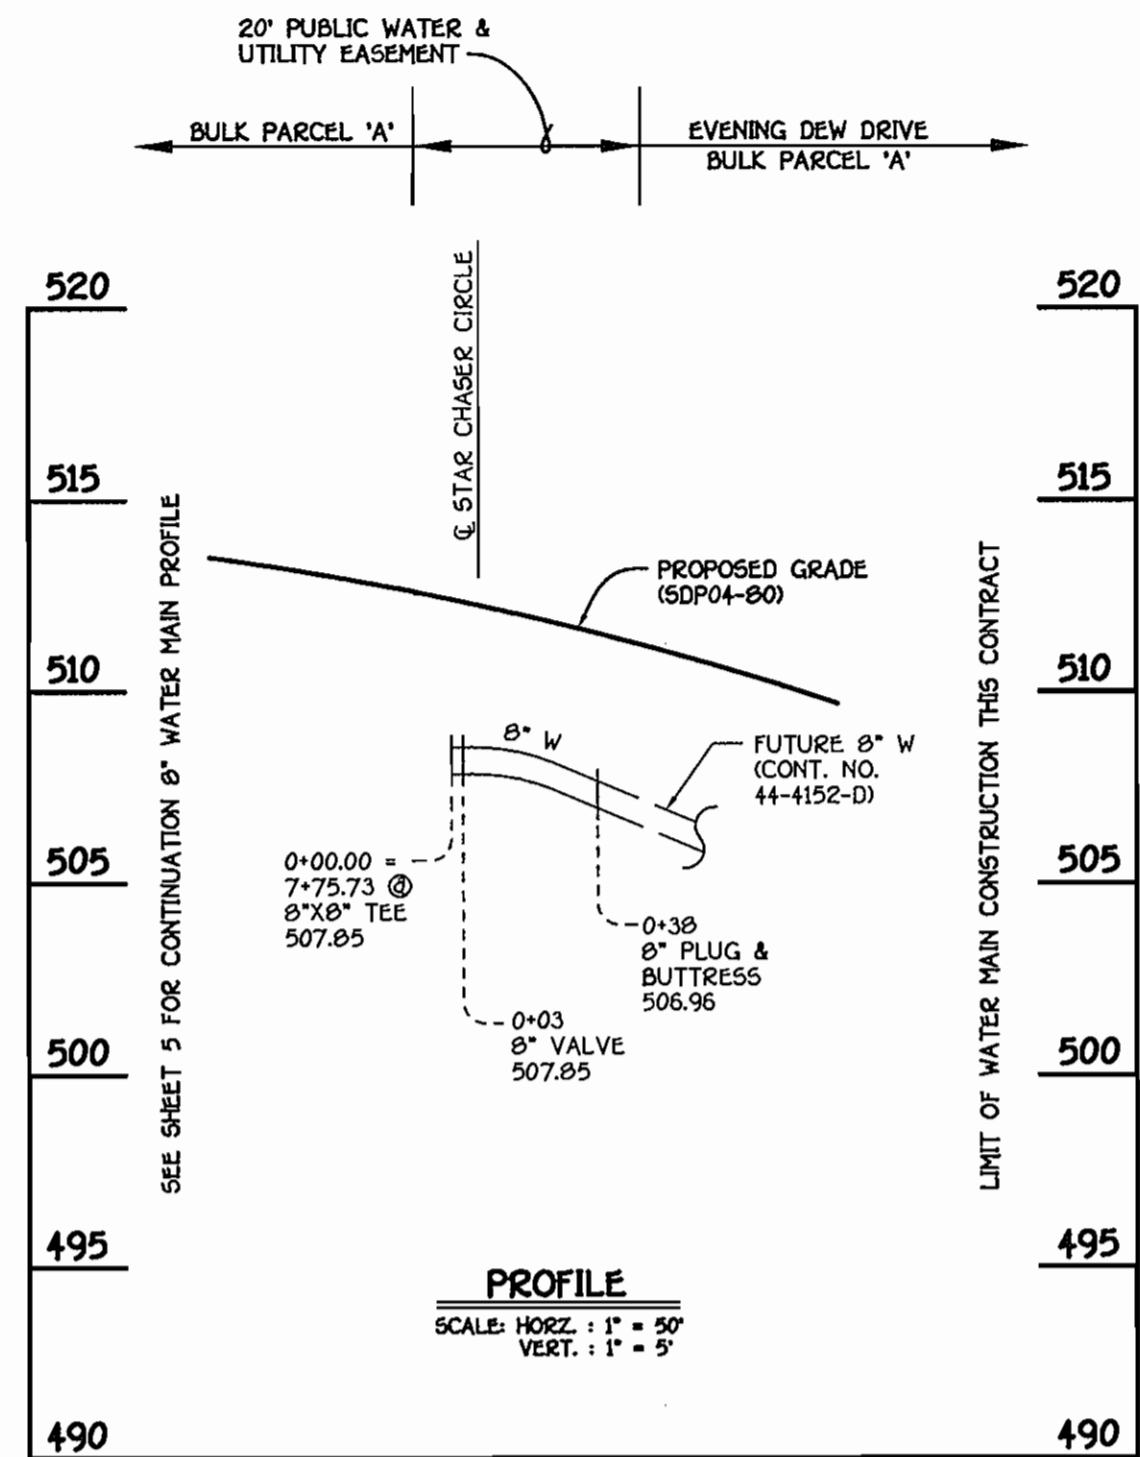 20' PUBLIC WATER &
UTILITY EASEMENT
BULK PARCEL 'A'
EVENING DEW DRIVE
BULK PARCEL 'A'
℄ STAR CHASER CIRCLE
520
520
515
515
510
510
505
505
500
500
495
495
490
490
SEE SHEET 5 FOR CONTINUATION 8" WATER MAIN PROFILE
LIMIT OF WATER MAIN CONSTRUCTION THIS CONTRACT
PROPOSED GRADE
(SDP04-80)
8" W
FUTURE 8" W
(CONT. NO.
44-4152-D)
0+00.00 =
7+75.73 ⓐ
8"X8" TEE
507.85
0+38
8" PLUG &
BUTTRESS
506.96
0+03
8" VALVE
507.85
PROFILE
SCALE: HORZ. : 1" = 50'
VERT. : 1" = 5'